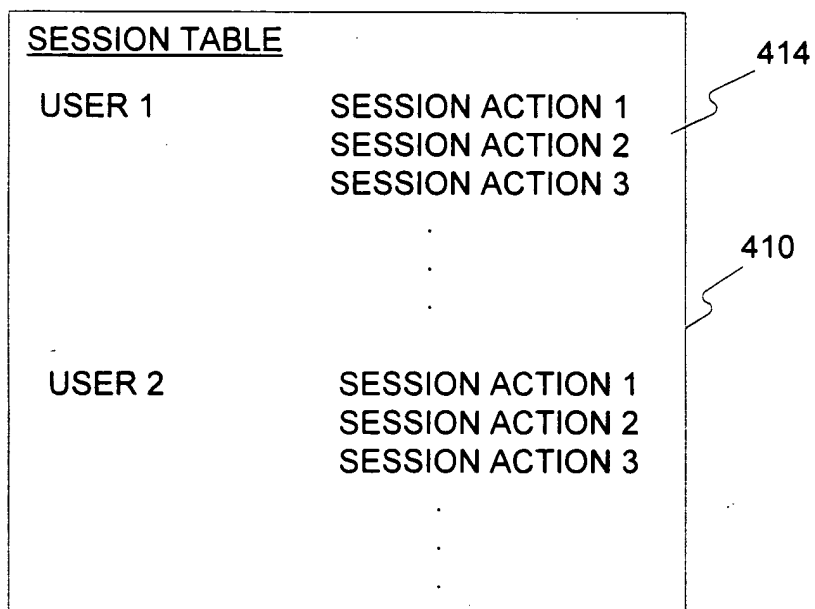 SESSION TABLE
414
USER 1 SESSION ACTION 1
SESSION ACTION 2
SESSION ACTION 3
.
.
.
410
USER 2 SESSION ACTION 1
SESSION ACTION 2
SESSION ACTION 3
.
.
.